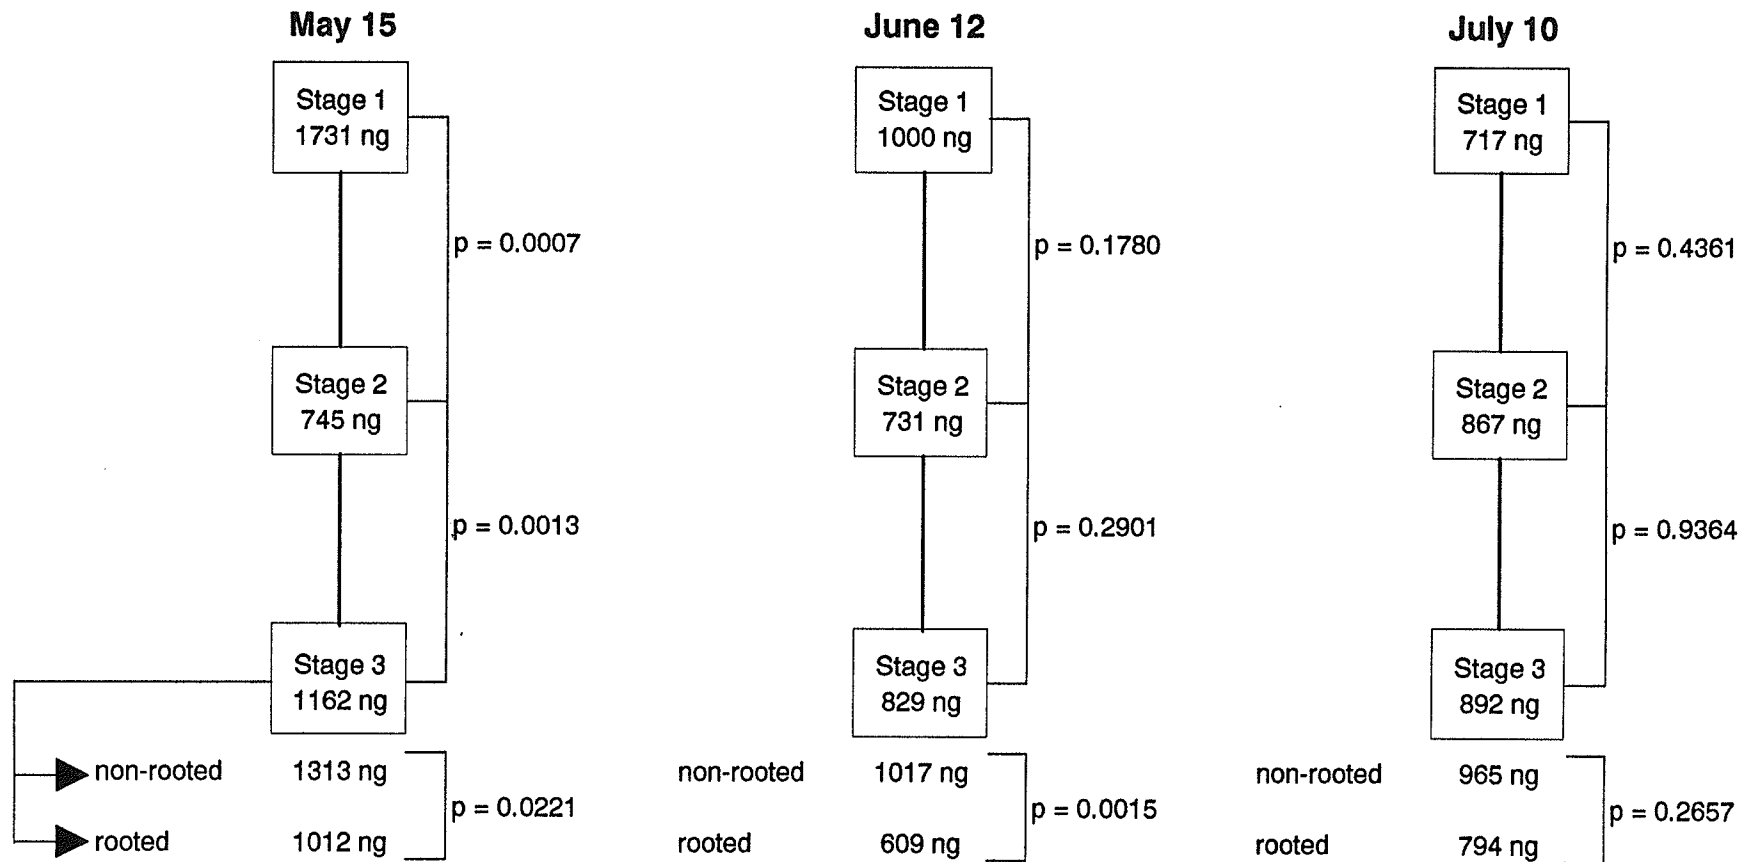 May 15
Stage 1
1731 ng
p = 0.0007
Stage 2
745 ng
p = 0.0013
Stage 3
1162 ng
non-rooted 1313 ng
p = 0.0221
rooted 1012 ng
June 12
Stage 1
1000 ng
p = 0.1780
Stage 2
731 ng
p = 0.2901
Stage 3
829 ng
non-rooted 1017 ng
p = 0.0015
rooted 609 ng
July 10
Stage 1
717 ng
p = 0.4361
Stage 2
867 ng
p = 0.9364
Stage 3
892 ng
non-rooted 965 ng
p = 0.2657
rooted 794 ng